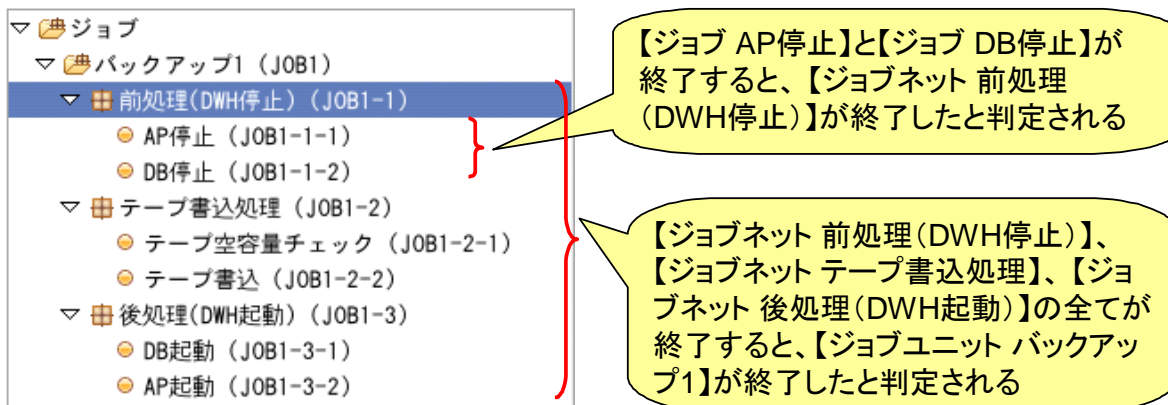 ジョブ
バックアップ1 (JOB1)
前処理(DWH停止) (JOB1-1)
AP停止 (JOB1-1-1)
DB停止 (JOB1-1-2)
テープ書込処理 (JOB1-2)
テープ空容量チェック (JOB1-2-1)
テープ書込 (JOB1-2-2)
後処理(DWH起動) (JOB1-3)
DB起動 (JOB1-3-1)
AP起動 (JOB1-3-2)
【ジョブ AP停止】と【ジョブ DB停止】が
終了すると、【ジョブネット 前処理
（DWH停止）】が終了したと判定される
【ジョブネット 前処理（DWH停止）】、
【ジョブネット テープ書込処理】、【ジョ
ブネット 後処理（DWH起動）】の全てが
終了すると、【ジョブユニット バックアッ
プ1】が終了したと判定される